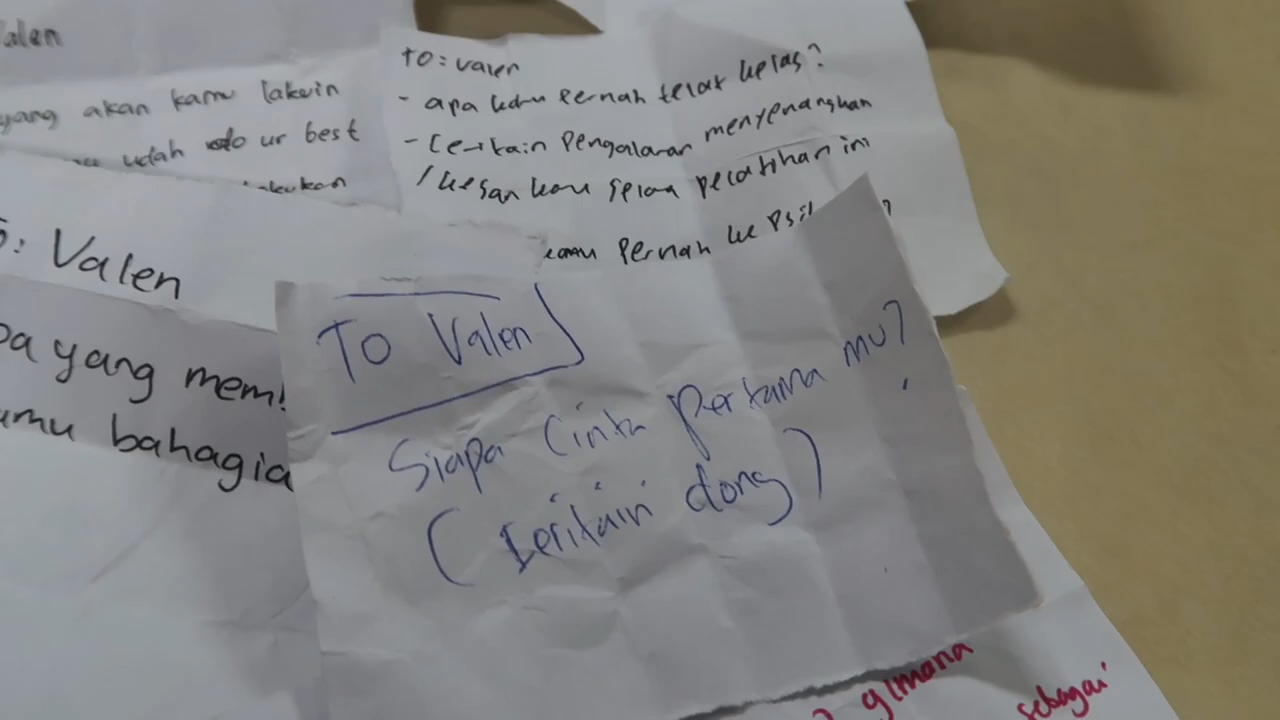 alen
yang akan kamu lakuin
udah do ur best
To: Valen
- apa kamu pernah telat kelas?
- Ceritain Pengalaman menyenangkan
/ kesan kamu selama pelatihan ini
kamu pernah ke Psi
: Valen
pa yang mem
amu bahagia
To Valen
Siapa Cinta pertama mu?
(Ceritain dong)
gimana
sebagai